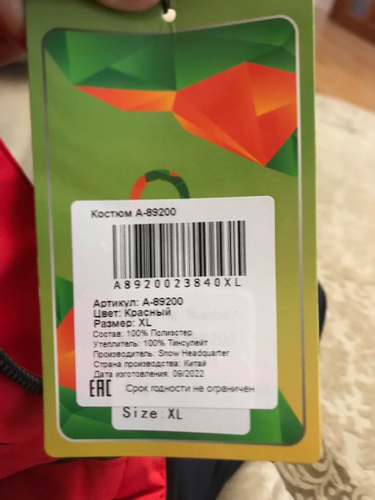 Костюм A-89200
A8920023840XL
Артикул: A-89200
Цвет: Красный
Размер: XL
Состав: 100% Полиэстер
Утеплитель: 100% Тинсулейт
Производитель: Snow Headquarter
Страна производства: Китай
Дата изготовления: 09/2022
EAC Срок годности не ограничен
Size: XL